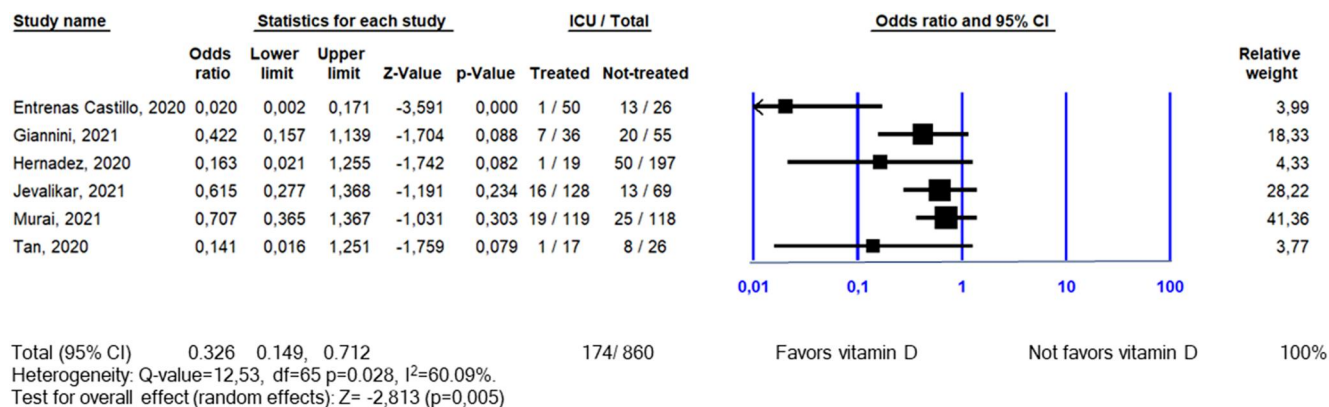 Study name Statistics for each study ICU / Total Odds ratio and 95% CI
Odds ratio Lower limit Upper limit Z-Value p-Value Treated Not-treated Relative weight
Entrenas Castillo, 2020 0,020 0,002 0,171 -3,591 0,000 1 / 50 13 / 26 3,99
Giannini, 2021 0,422 0,157 1,139 -1,704 0,088 7 / 36 20 / 55 18,33
Hernadez, 2020 0,163 0,021 1,255 -1,742 0,082 1 / 19 50 / 197 4,33
Jevalikar, 2021 0,615 0,277 1,368 -1,191 0,234 16 / 128 13 / 69 28,22
Murai, 2021 0,707 0,365 1,367 -1,031 0,303 19 / 119 25 / 118 41,36
Tan, 2020 0,141 0,016 1,251 -1,759 0,079 1 / 17 8 / 26 3,77
0,01 0,1 1 10 100
Total (95% CI) 0.326 0.149, 0.712 174/ 860 Favors vitamin D Not favors vitamin D 100%
Heterogeneity: Q-value=12,53, df=65 p=0.028, I²=60.09%.
Test for overall effect (random effects): Z= -2,813 (p=0,005)